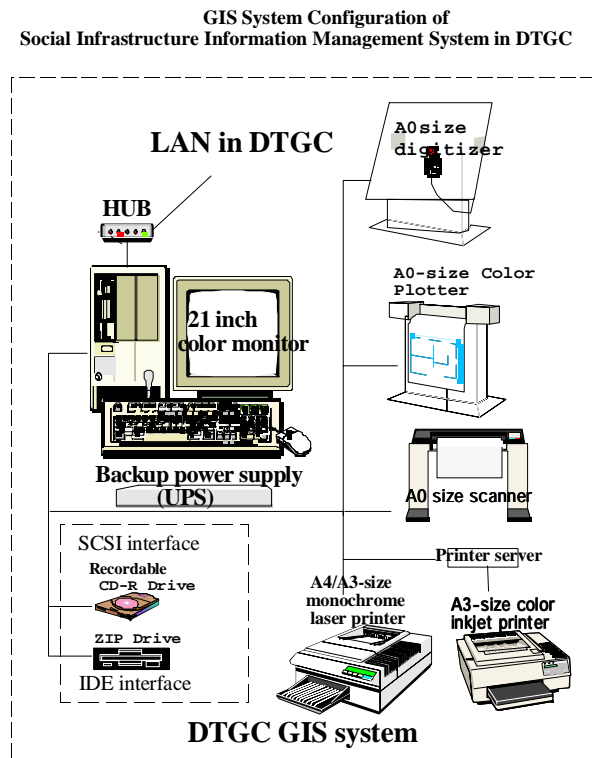 GIS System Configuration of
Social Infrastructure Information Management System in DTGC
LAN in DTGC
HUB
A0size
digitizer
A0-size Color
Plotter
21 inch
color monitor
Backup power supply
(UPS)
A0 size scanner
SCSI interface
Recordable
CD-R Drive
ZIP Drive
IDE interface
Printer server
A4/A3-size
monochrome
laser printer
A3-size color
inkjet printer
DTGC GIS system